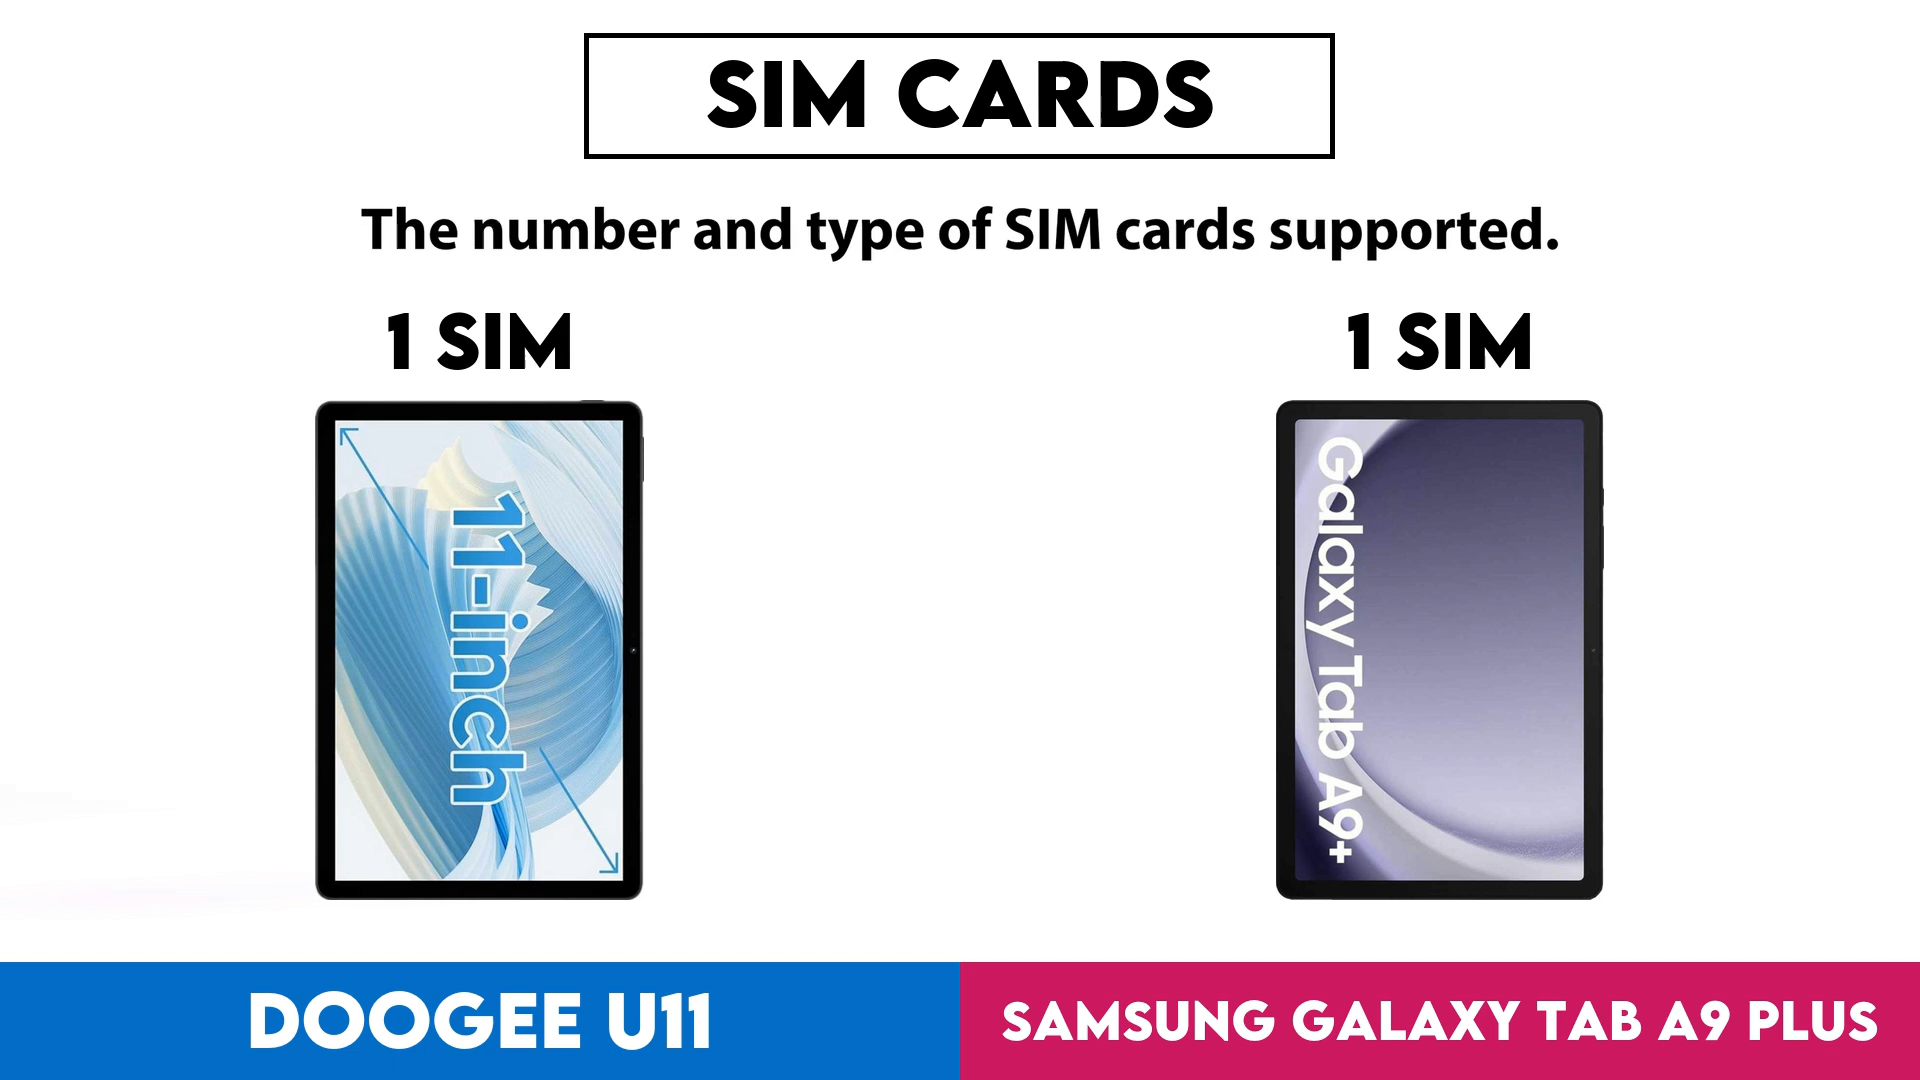 SIM CARDS
The number and type of SIM cards supported.
1 SIM
1 SIM
11-inch
Galaxy Tab A9+
DOOGEE U11
SAMSUNG GALAXY TAB A9 PLUS